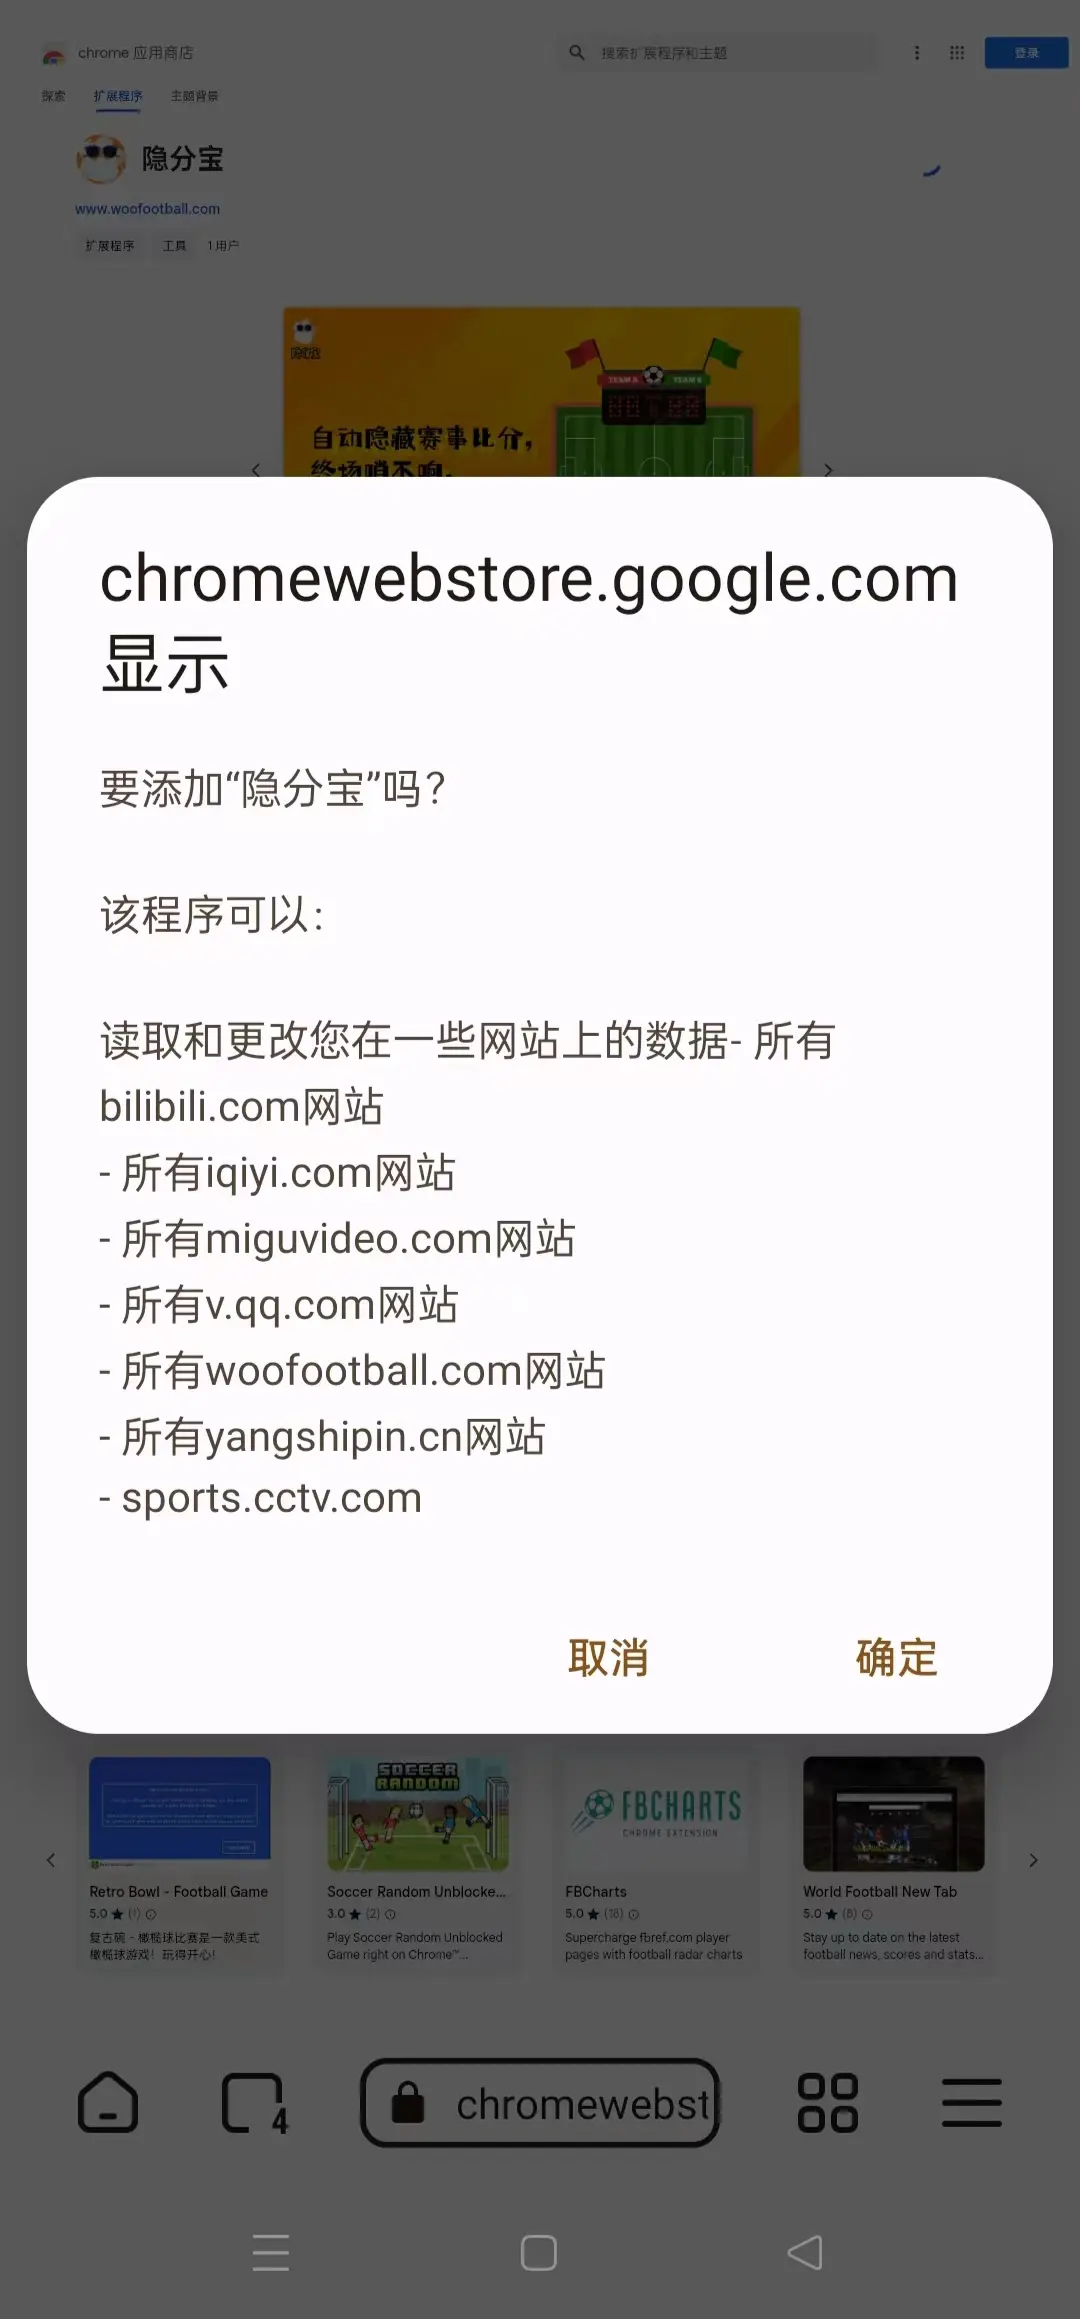 chrome 应用商店
搜索扩展程序和主题
登录
探索
扩展程序
主题背景
隐分宝
www.woofootball.com
扩展程序
工具
1 用户
隐分宝
TEAM A
TEAM B
自动隐藏赛事比分,
终场哨不响,
chromewebstore.google.com
显示
要添加“隐分宝”吗？
该程序可以：
读取和更改您在一些网站上的数据- 所有
bilibili.com网站
- 所有iqiyi.com网站
- 所有miguvideo.com网站
- 所有v.qq.com网站
- 所有woofootball.com网站
- 所有yangshipin.cn网站
- sports.cctv.com
取消
确定
SOCCER
RANDOM
FBCHARTS
CHROME EXTENSION
Retro Bowl - Football Game
5.0 ★ (1)
复古碗 - 橄榄球比赛是一款美式
橄榄球游戏！玩得开心！
Soccer Random Unblocke...
3.0 ★ (2)
Play Soccer Random Unblocked
Game right on Chrome™...
FBCharts
5.0 ★ (18)
Supercharge fbref.com player
pages with football radar charts
World Football New Tab
5.0 ★ (8)
Stay up to date on the latest
football news, scores and stats...
4
chromewebst